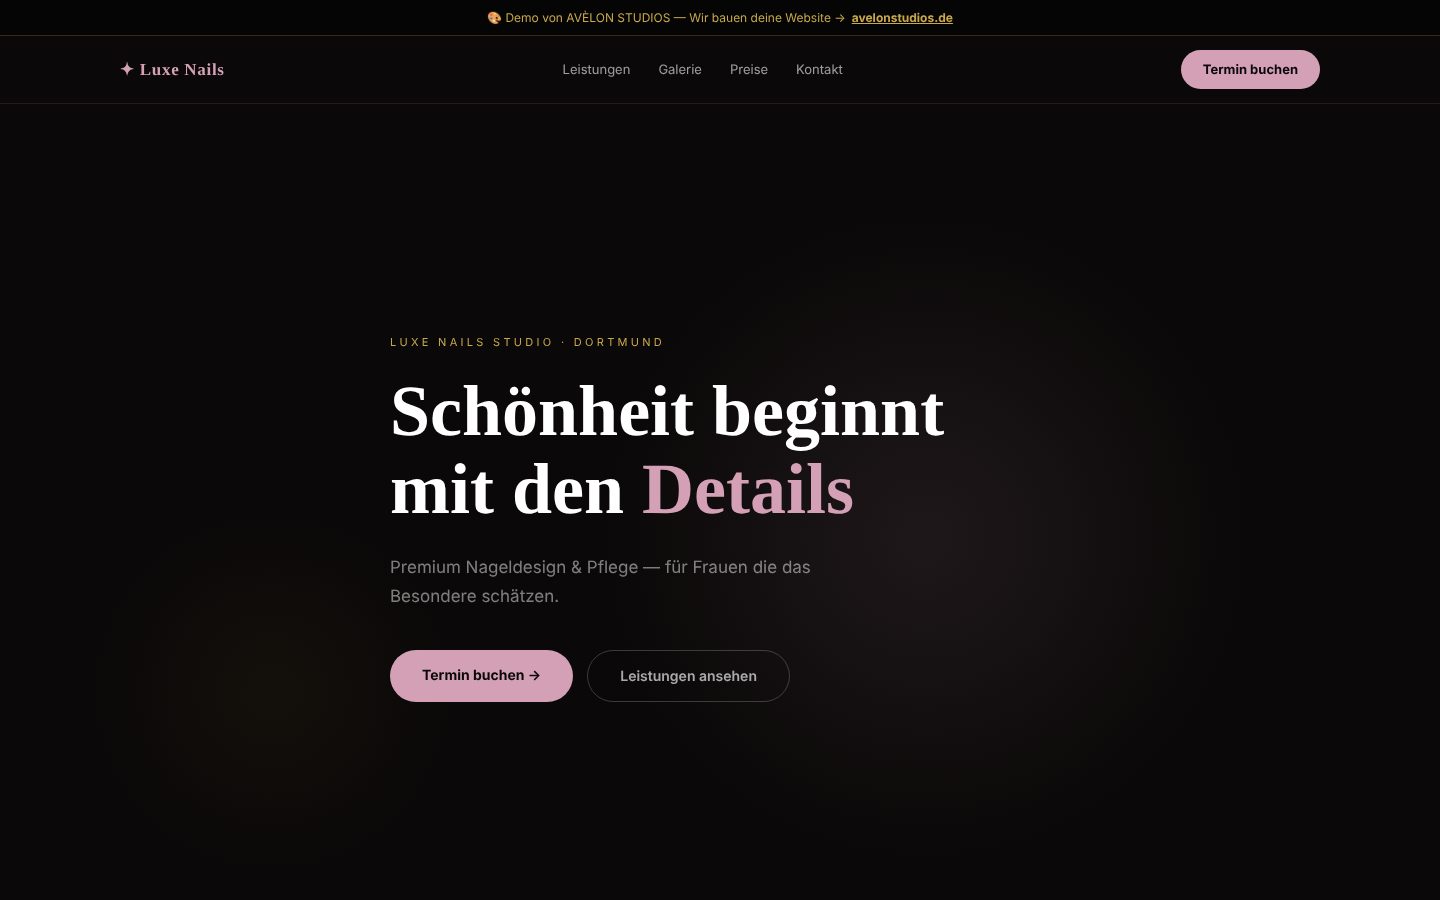 🎨 Demo von AVÈLON STUDIOS — Wir bauen deine Website → avelonstudios.de
✦ Luxe Nails
Leistungen
Galerie
Preise
Kontakt
Termin buchen
LUXE NAILS STUDIO · DORTMUND
Schönheit beginnt
mit den Details
Premium Nageldesign & Pflege — für Frauen die das
Besondere schätzen.
Termin buchen →
Leistungen ansehen